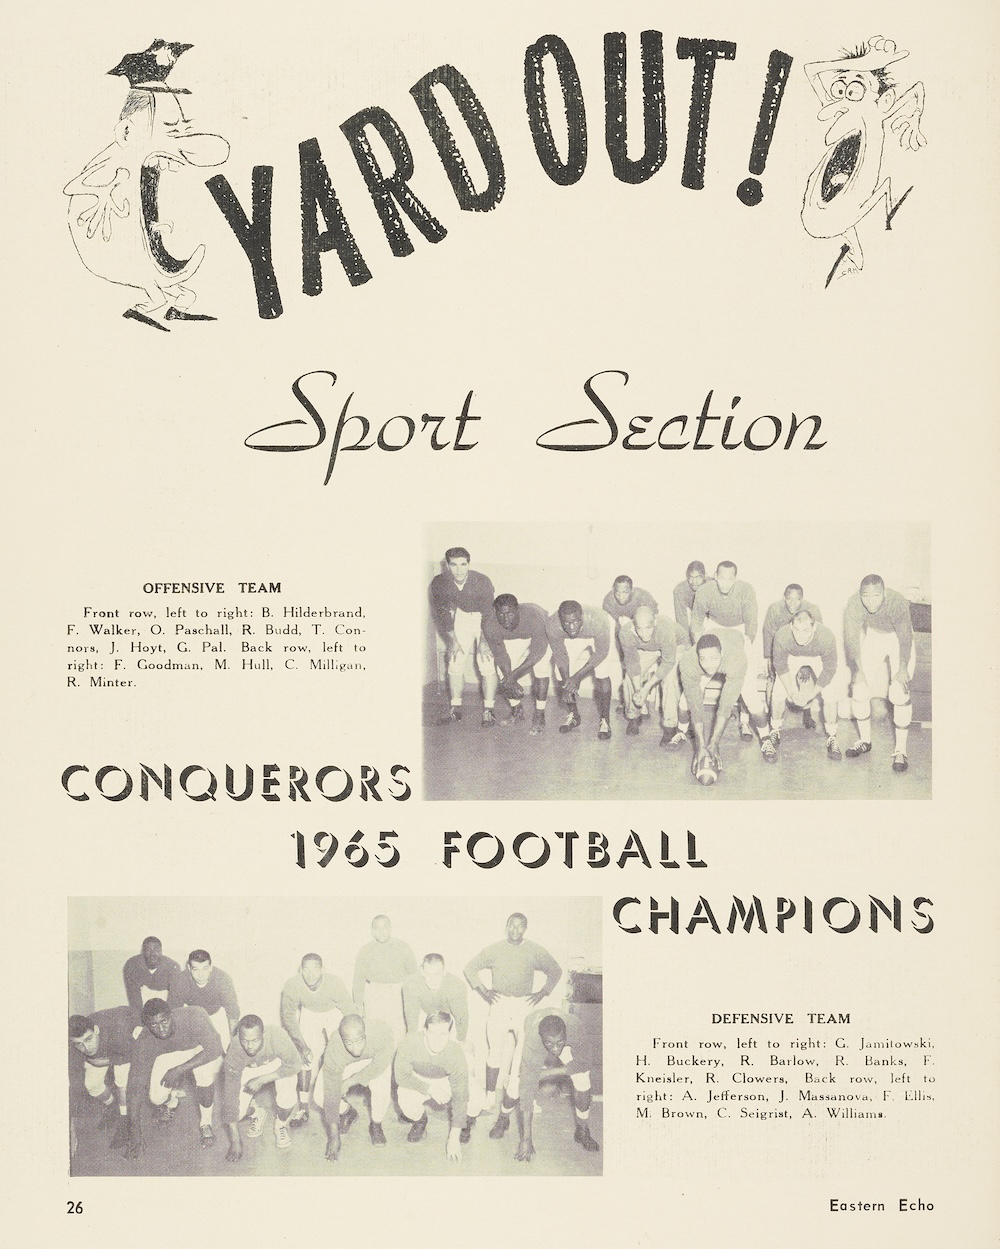 YARD OUT!
Sport Section
OFFENSIVE TEAM
Front row, left to right: B. Hilderbrand,
F. Walker, O. Paschall, R. Budd, T. Con-
nors, J. Hoyt, G. Pal. Back row, left to
right: F. Goodman, M. Hull, C. Milligan,
R. Minter.
CONQUERORS
1965 FOOTBALL
CHAMPIONS
DEFENSIVE TEAM
Front row, left to right: G. Jamitowski,
H. Buckery, R. Barlow, R. Banks, F.
Kneisler, R. Clowers, Back row, left to
right: A. Jefferson, J. Massanova, F. Ellis,
M. Brown, C. Seigrist, A. Williams.
26
Eastern Echo